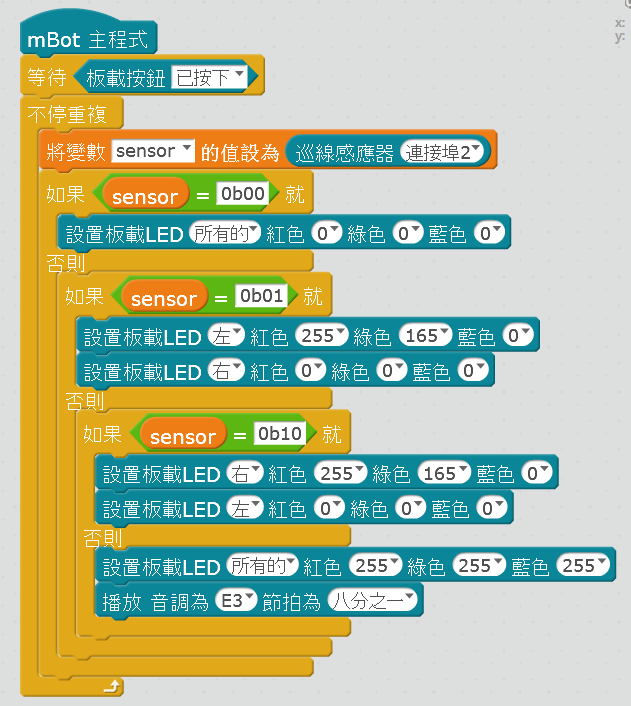 x:
y:
mBot 主程式
等待 板載按鈕 已按下
不停重複
將變數 sensor 的值設為 巡線感應器 連接埠2
如果 sensor = 0b00 就
設置板載LED 所有的 紅色 0 綠色 0 藍色 0
否則
如果 sensor = 0b01 就
設置板載LED 左 紅色 255 綠色 165 藍色 0
設置板載LED 右 紅色 0 綠色 0 藍色 0
否則
如果 sensor = 0b10 就
設置板載LED 右 紅色 255 綠色 165 藍色 0
設置板載LED 左 紅色 0 綠色 0 藍色 0
否則
設置板載LED 所有的 紅色 255 綠色 255 藍色 255
播放 音調為 E3 節拍為 八分之一